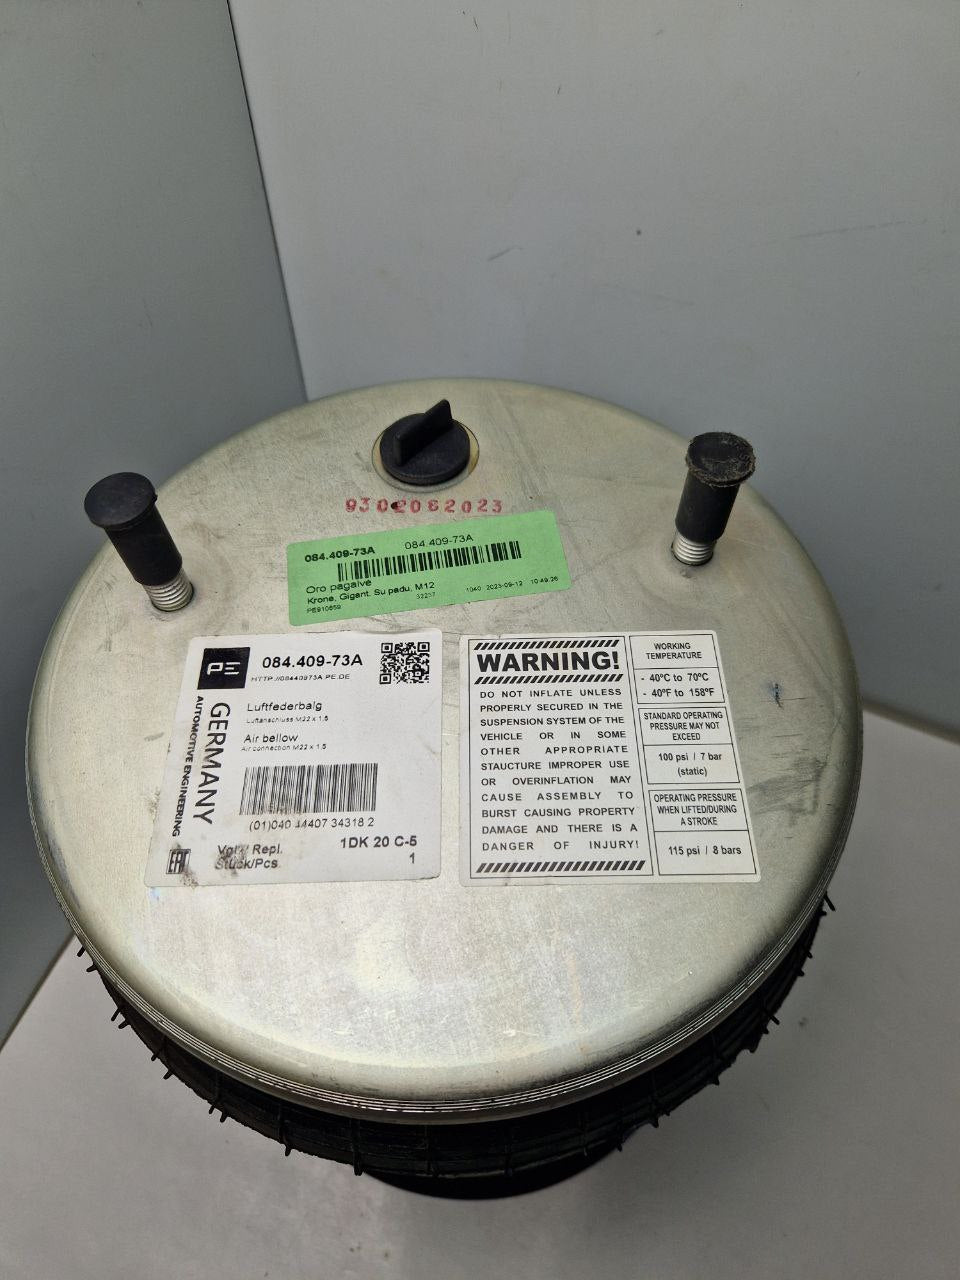 9302062023
084.409-73A 084.409-73A
Oro pagalvė
Krone, Gigant. Su padu, M12
PE910659 52237 1040 2023-09-12 10:49:26
PE
084.409-73A
HTTP://08440973A.PE.DE
GERMANY
AUTOMOTIVE ENGINEERING
Luftfederbalg
Luftanschluss M22 x 1,5
Air bellow
Air connection M22 x 1,5
(01)040 44407 34318 2
Vgl./ Repl. 1DK 20 C-5
Stück/Pcs 1
EAC
WARNING!
DO NOT INFLATE UNLESS
PROPERLY SECURED IN THE
SUSPENSION SYSTEM OF THE
VEHICLE OR IN SOME
OTHER APPROPRIATE
STAUCTURE IMPROPER USE
OR OVERINFLATION MAY
CAUSE ASSEMBLY TO
BURST CAUSING PROPERTY
DAMAGE AND THERE IS A
DANGER OF INJURY!
WORKING
TEMPERATURE
- 40°C to 70°C
- 40°F to 158°F
STANDARD OPERATING
PRESSURE MAY NOT
EXCEED
100 psi / 7 bar
(static)
OPERATING PRESSURE
WHEN LIFTED/DURING
A STROKE
115 psi / 8 bars